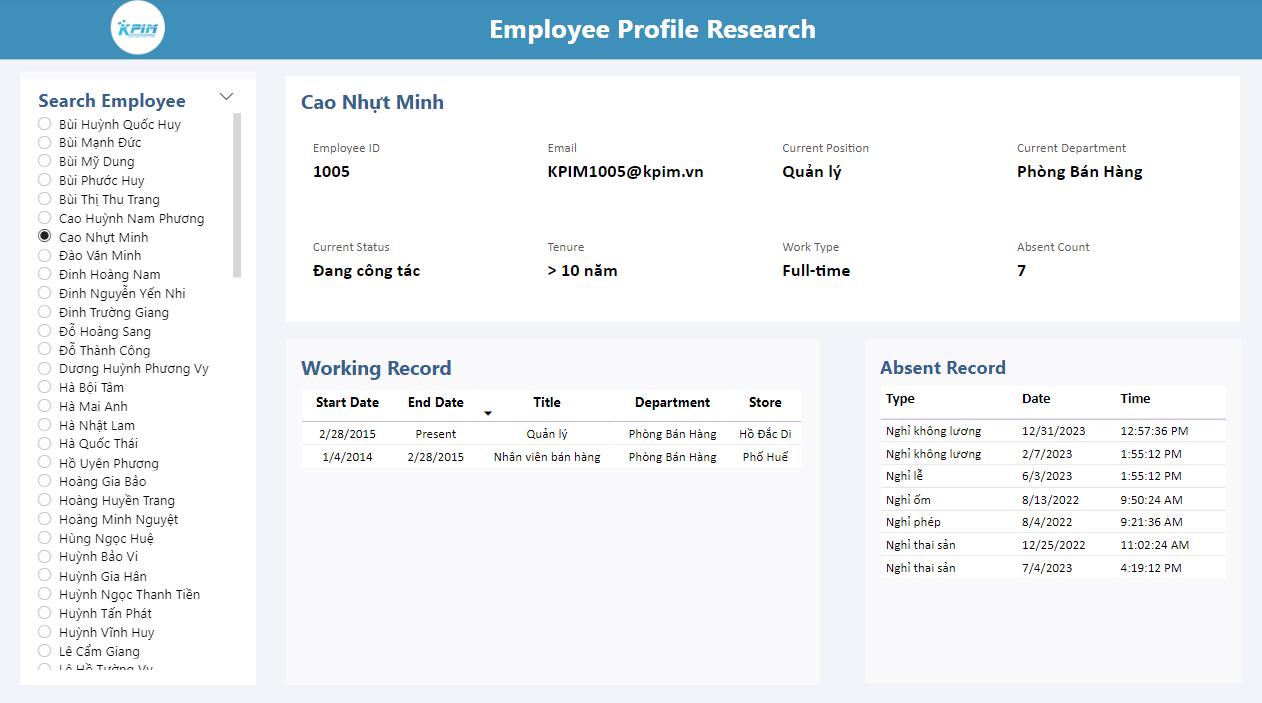 KPIM
Employee Profile Research
Search Employee
Bùi Huỳnh Quốc Huy
Bùi Mạnh Đức
Bùi Mỹ Dung
Bùi Phước Huy
Bùi Thị Thu Trang
Cao Huỳnh Nam Phương
Cao Nhựt Minh
Đào Văn Minh
Đinh Hoàng Nam
Đinh Nguyễn Yến Nhi
Đinh Trường Giang
Đỗ Hoàng Sang
Đỗ Thành Công
Dương Huỳnh Phương Vy
Hà Bội Tâm
Hà Mai Anh
Hà Nhật Lam
Hà Quốc Thái
Hồ Uyên Phương
Hoàng Gia Bảo
Hoàng Huyền Trang
Hoàng Minh Nguyệt
Hùng Ngọc Huệ
Huỳnh Bảo Vi
Huỳnh Gia Hân
Huỳnh Ngọc Thanh Tiền
Huỳnh Tấn Phát
Huỳnh Vĩnh Huy
Lê Cẩm Giang
Lê Hồ Tường Vy
Cao Nhựt Minh
Employee ID Email Current Position Current Department
1005 KPIM1005@kpim.vn Quản lý Phòng Bán Hàng
Current Status Tenure Work Type Absent Count
Đang công tác > 10 năm Full-time 7
Working Record
Start Date End Date Title Department Store
2/28/2015 Present Quản lý Phòng Bán Hàng Hồ Đắc Di
1/4/2014 2/28/2015 Nhân viên bán hàng Phòng Bán Hàng Phố Huế
Absent Record
Type Date Time
Nghỉ không lương 12/31/2023 12:57:36 PM
Nghỉ không lương 2/7/2023 1:55:12 PM
Nghỉ lễ 6/3/2023 1:55:12 PM
Nghỉ ốm 8/13/2022 9:50:24 AM
Nghỉ phép 8/4/2022 9:21:36 AM
Nghỉ thai sản 12/25/2022 11:02:24 AM
Nghỉ thai sản 7/4/2023 4:19:12 PM